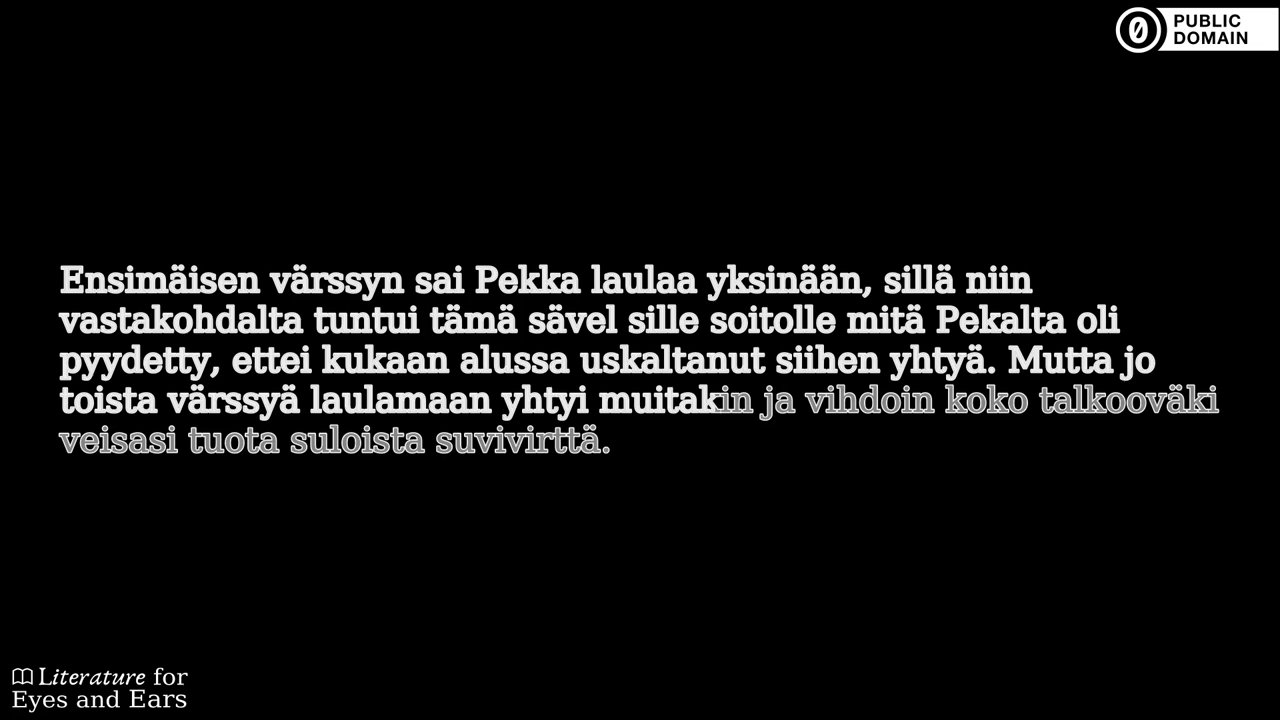 PUBLIC
DOMAIN
Ensimäisen värssyn sai Pekka laulaa yksinään, sillä niin
vastakohdalta tuntui tämä sävel sille soitolle mitä Pekalta oli
pyydetty, ettei kukaan alussa uskaltanut siihen yhtyä. Mutta jo
toista värssyä laulamaan yhtyi muitakin ja vihdoin koko talkooväki
veisasi tuota suloista suvivirttä.
Literature for
Eyes and Ears